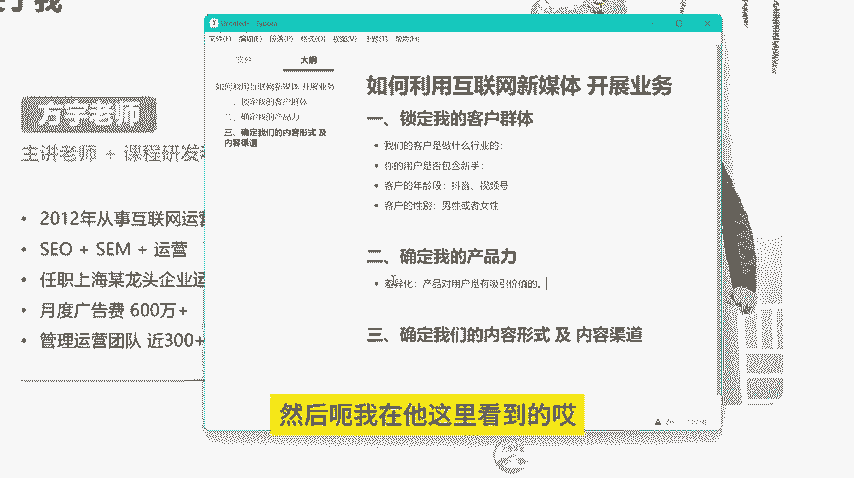 于我
Untitled - Typora
文件(F) 编辑(E) 段落(P) 格式(O) 视图(V) 主题(T) 帮助(H)
文件 大纲
如何利用互联网新媒体 开展业务
一、锁定我的客户群体
二、确定我的产品力
三、确定我们的内容形式 及
内容渠道
如何利用互联网新媒体 开展业务
一、锁定我的客户群体
我们的客户是做什么行业的：
你的用户是否包含新手：
客户的年龄段：抖音、视频号
客户的性别：男性或者女性
二、确定我的产品力
差异化：产品对用户是有吸引价值的。
三、确定我们的内容形式 及 内容渠道
主讲老师 + 课程研发
2012年从事互联网运营
SEO + SEM + 运营
任职上海某龙头企业运
月度广告费 600万+
管理运营团队 近300+
然后呃我在他这里看到的哎